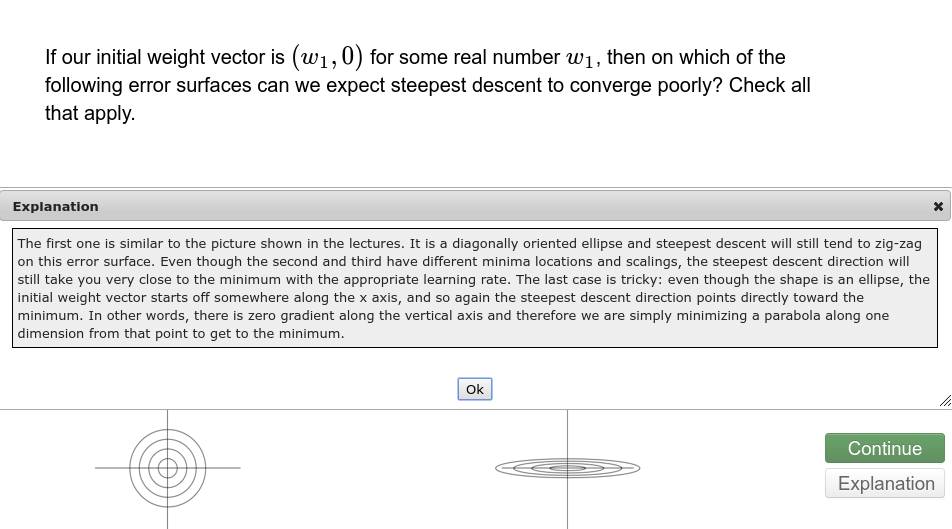 If our initial weight vector is (w₁, 0) for some real number w₁, then on which of the
following error surfaces can we expect steepest descent to converge poorly? Check all
that apply.
Explanation
The first one is similar to the picture shown in the lectures. It is a diagonally oriented ellipse and steepest descent will still tend to zig-zag
on this error surface. Even though the second and third have different minima locations and scalings, the steepest descent direction will
still take you very close to the minimum with the appropriate learning rate. The last case is tricky: even though the shape is an ellipse, the
initial weight vector starts off somewhere along the x axis, and so again the steepest descent direction points directly toward the
minimum. In other words, there is zero gradient along the vertical axis and therefore we are simply minimizing a parabola along one
dimension from that point to get to the minimum.
Ok
Continue
Explanation